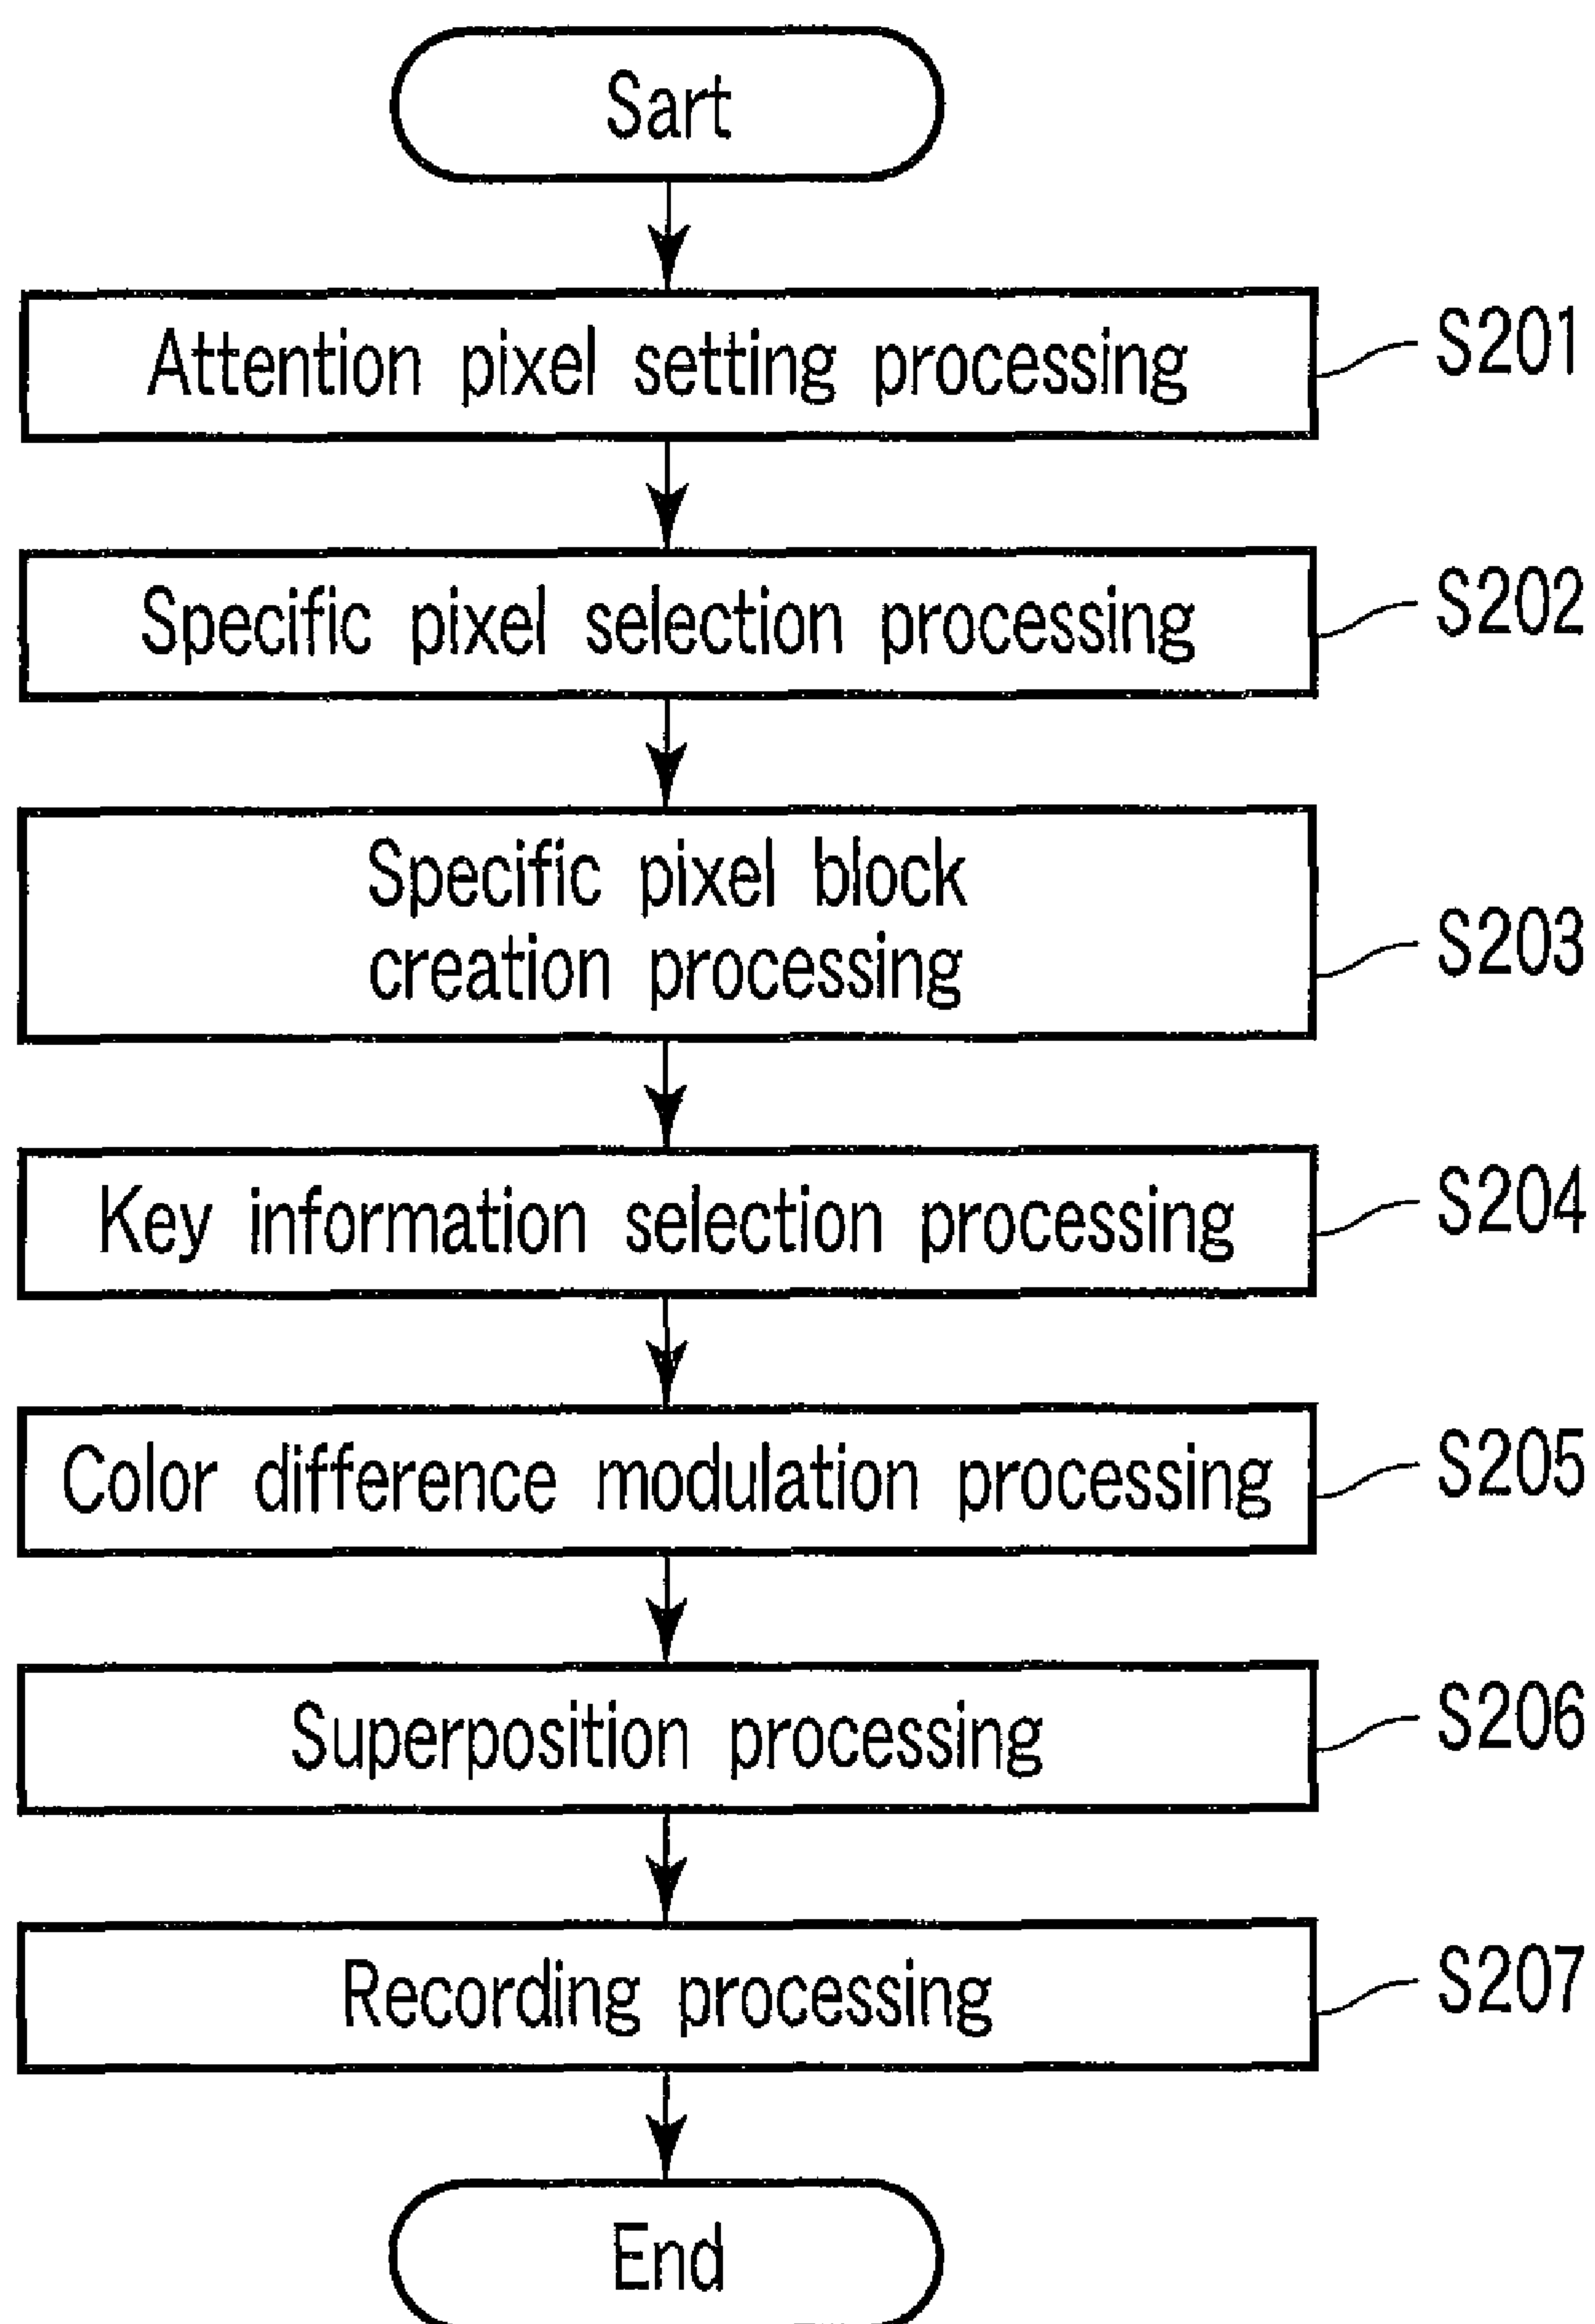 Sart
Attention pixel setting processing
S201
Specific pixel selection processing
S202
Specific pixel block
creation processing
S203
Key information selection processing
S204
Color difference modulation processing
S205
Superposition processing
S206
Recording processing
S207
End